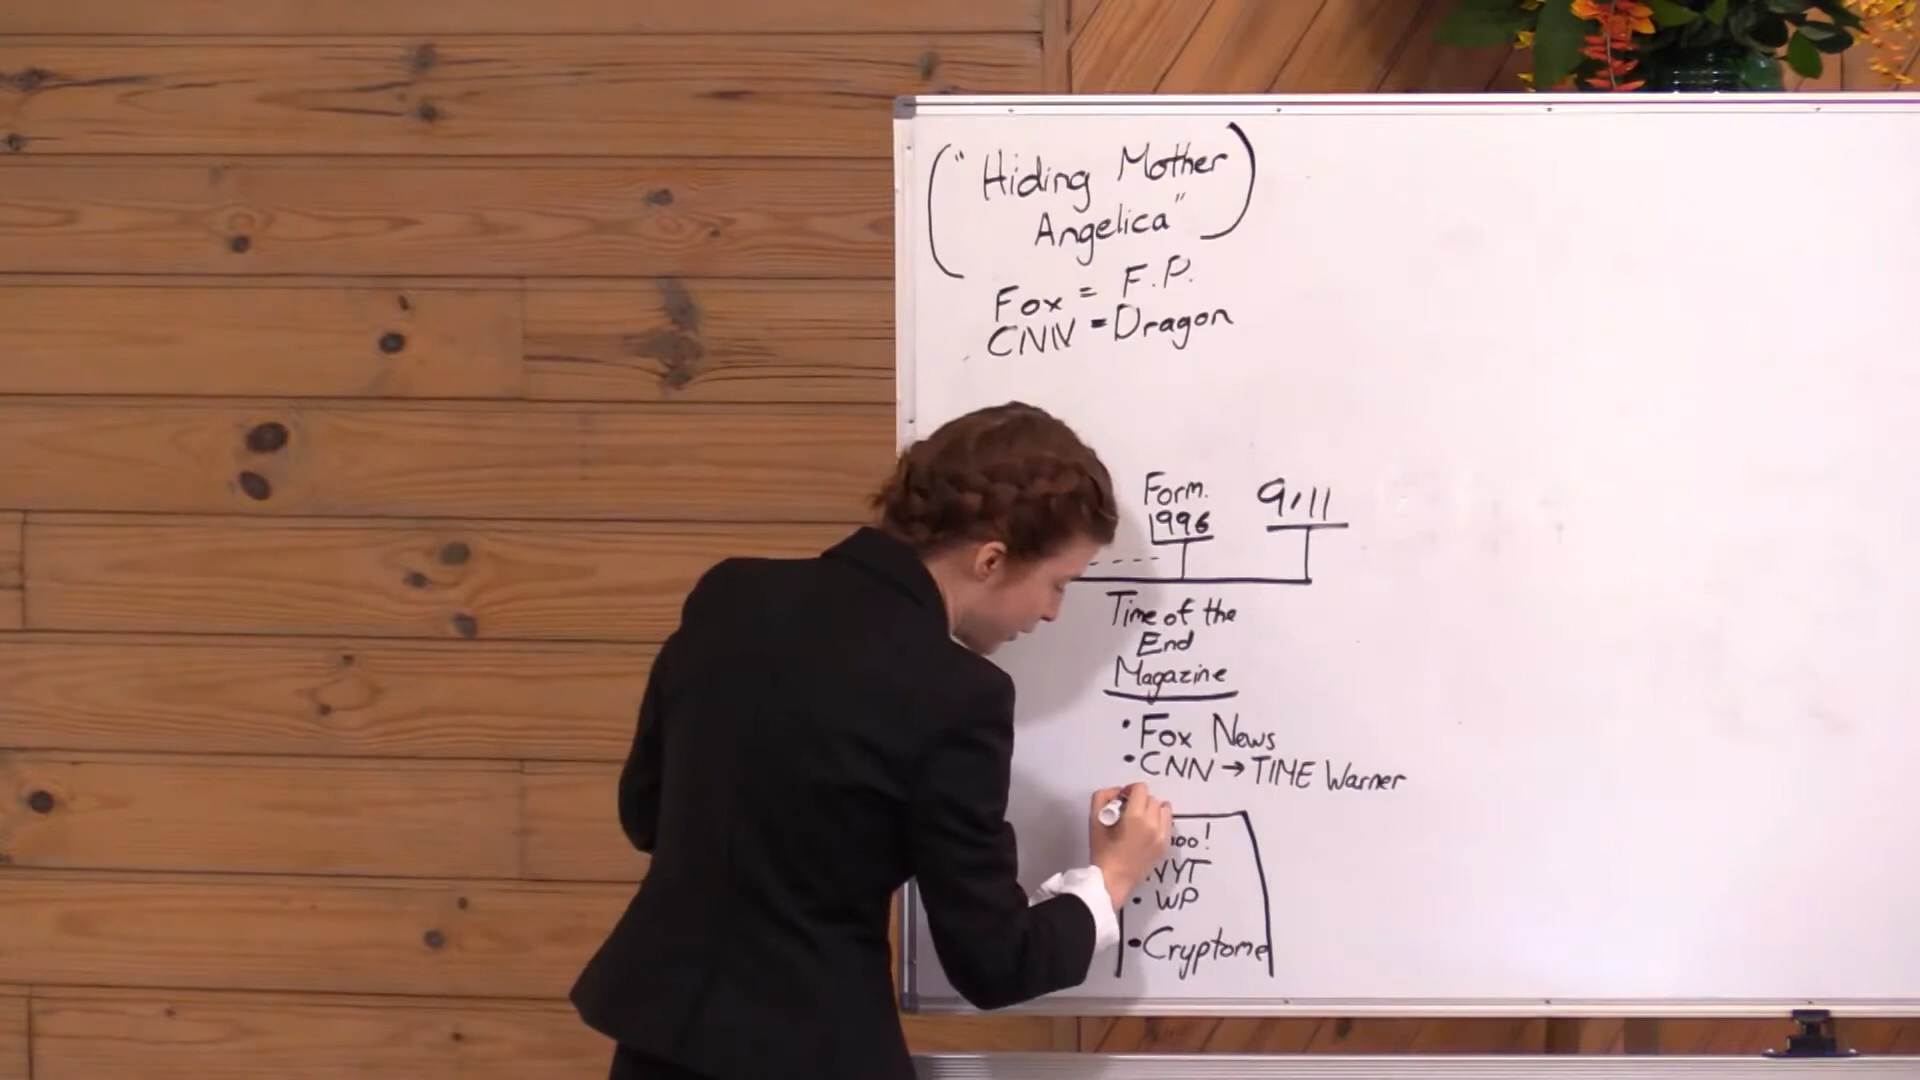 (" Hiding Mother
Angelica")
Fox = F.P.
CNN = Dragon
Form.
1996
9/11
Time of the
End
Magazine
• Fox News
• CNN → TIME Warner
NYT
• WP
• Cryptome